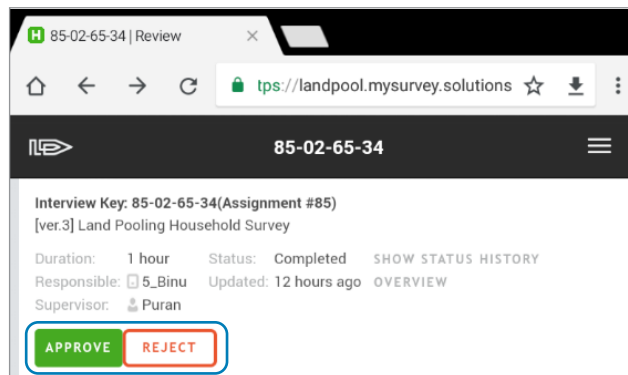 85-02-65-34 | Review
tps://landpool.mysurvey.solutions
85-02-65-34
Interview Key: 85-02-65-34(Assignment #85)
[ver.3] Land Pooling Household Survey
Duration: 1 hour Status: Completed SHOW STATUS HISTORY
Responsible: 5_Binu Updated: 12 hours ago OVERVIEW
Supervisor: Puran
APPROVE REJECT